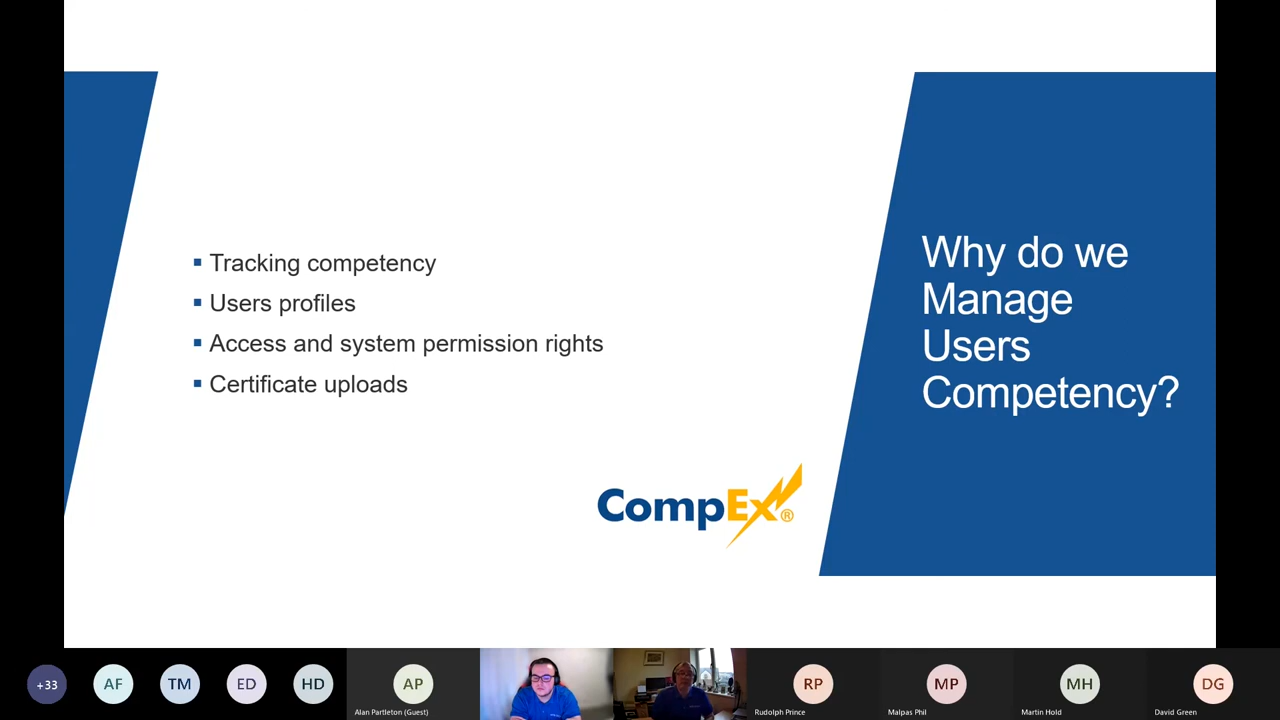 Tracking competency
Users profiles
Access and system permission rights
Certificate uploads
Why do we
Manage
Users
Competency?
CompEx®
+33
AF
TM
ED
HD
AP
Alan Partleton (Guest)
RP
Rudolph Prince
MP
Malpas Phil
MH
Martin Hold
DG
David Green